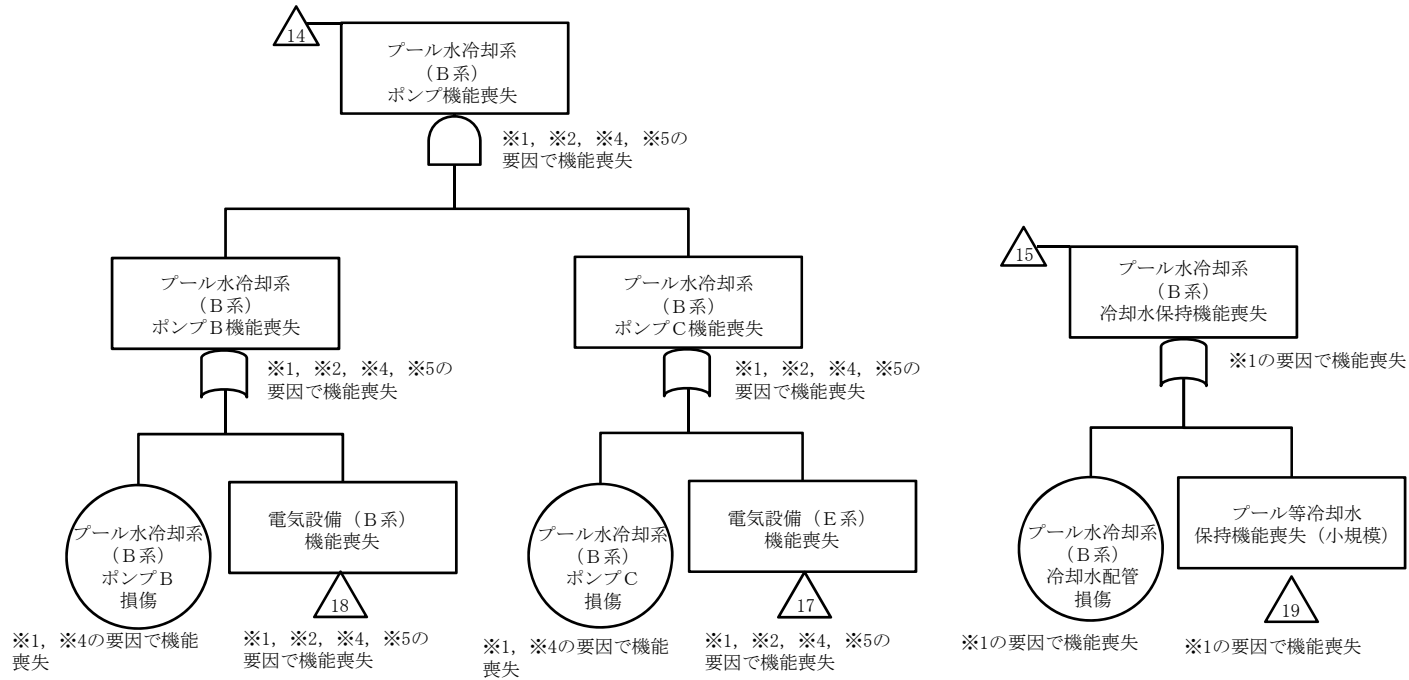 14
プール水冷却系
（Ｂ系）
ポンプ機能喪失
※1，※2，※4，※5の
要因で機能喪失
プール水冷却系
（Ｂ系）
ポンプＢ機能喪失
※1，※2，※4，※5の
要因で機能喪失
プール水冷却系
（Ｂ系）
ポンプＣ機能喪失
※1，※2，※4，※5の
要因で機能喪失
プール水冷却系
（Ｂ系）
ポンプＢ
損傷
※1，※4の要因で機能
喪失
電気設備（Ｂ系）
機能喪失
18
※1，※2，※4，※5の
要因で機能喪失
プール水冷却系
（Ｂ系）
ポンプＣ
損傷
※1，※4の要因で機能
喪失
電気設備（Ｅ系）
機能喪失
17
※1，※2，※4，※5の
要因で機能喪失
15
プール水冷却系
（Ｂ系）
冷却水保持機能喪失
※1の要因で機能喪失
プール水冷却系
（Ｂ系）
冷却水配管
損傷
※1の要因で機能喪失
プール等冷却水
保持機能喪失（小規模）
19
※1の要因で機能喪失